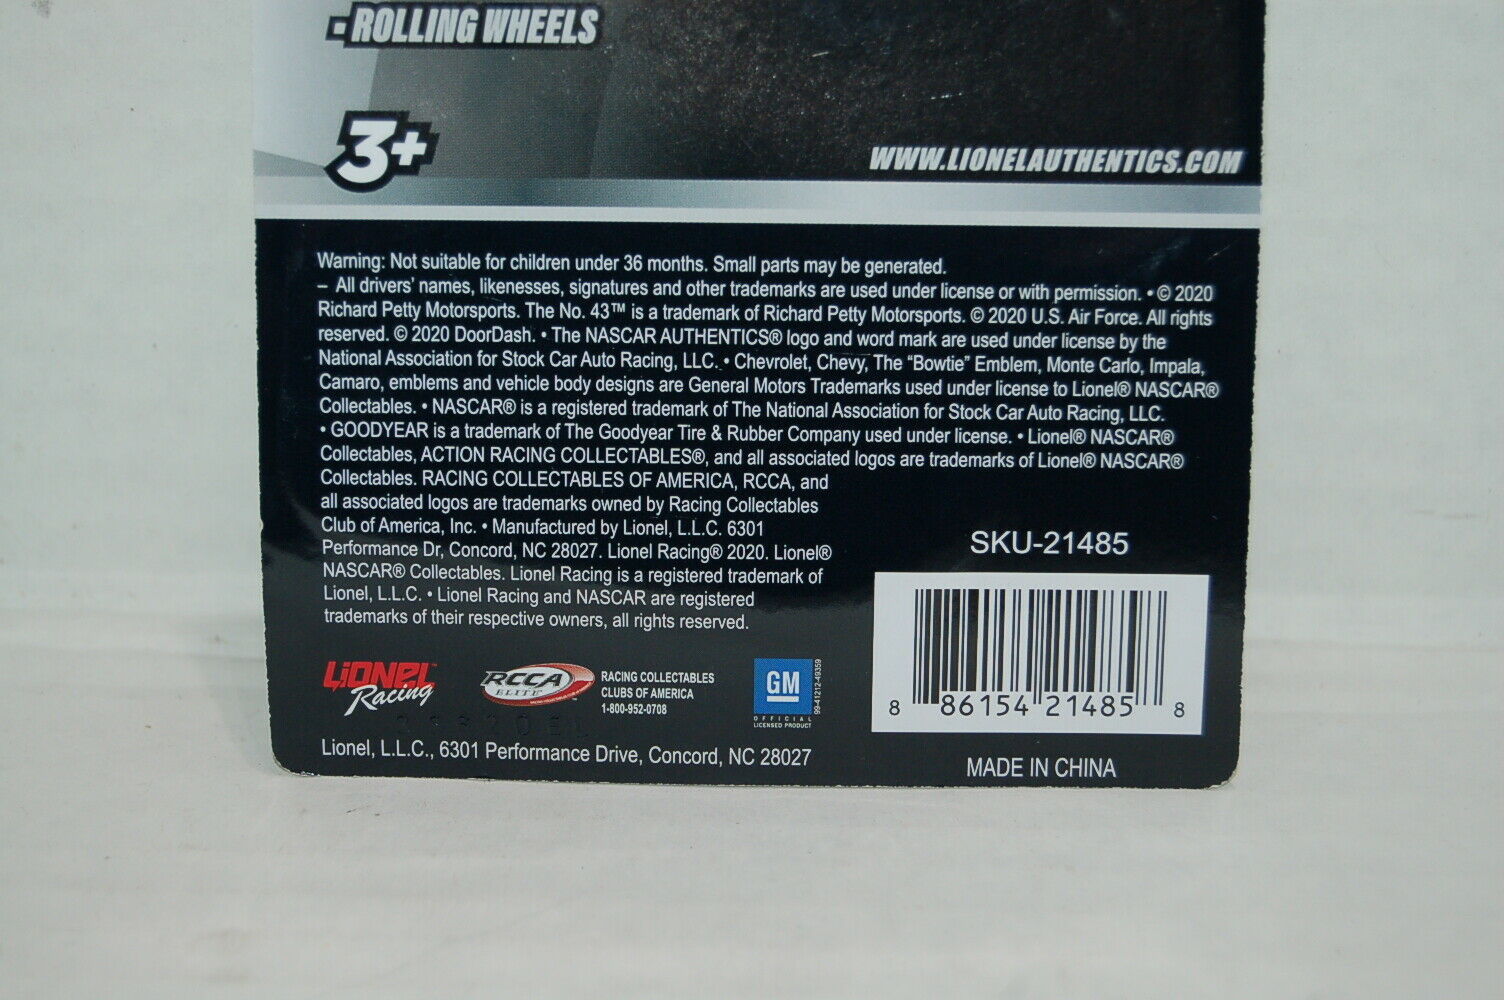 ▪ ROLLING WHEELS
3+
WWW.LIONELAUTHENTICS.COM
Warning: Not suitable for children under 36 months. Small parts may be generated.
– All drivers' names, likenesses, signatures and other trademarks are used under license or with permission. • © 2020
Richard Petty Motorsports. The No. 43™ is a trademark of Richard Petty Motorsports. © 2020 U.S. Air Force. All rights
reserved. © 2020 DoorDash. • The NASCAR AUTHENTICS® logo and word mark are used under license by the
National Association for Stock Car Auto Racing, LLC. • Chevrolet, Chevy, The "Bowtie" Emblem, Monte Carlo, Impala,
Camaro, emblems and vehicle body designs are General Motors Trademarks used under license to Lionel® NASCAR®
Collectables. • NASCAR® is a registered trademark of The National Association for Stock Car Auto Racing, LLC.
• GOODYEAR is a trademark of The Goodyear Tire & Rubber Company used under license. • Lionel® NASCAR®
Collectables, ACTION RACING COLLECTABLES®, and all associated logos are trademarks of Lionel® NASCAR®
Collectables. RACING COLLECTABLES OF AMERICA, RCCA, and
all associated logos are trademarks owned by Racing Collectables
Club of America, Inc. • Manufactured by Lionel, L.L.C. 6301
Performance Dr, Concord, NC 28027. Lionel Racing® 2020. Lionel®
NASCAR® Collectables. Lionel Racing is a registered trademark of
Lionel, L.L.C. • Lionel Racing and NASCAR are registered
trademarks of their respective owners, all rights reserved.
SKU-21485
8 86154 21485 8
MADE IN CHINA
LIONEL™
Racing
RCCA
ELITE
RACING COLLECTABLES
CLUBS OF AMERICA
1-800-952-0708
GM
OFFICIAL
LICENSED PRODUCT
99-41212-49359
Lionel, L.L.C., 6301 Performance Drive, Concord, NC 28027